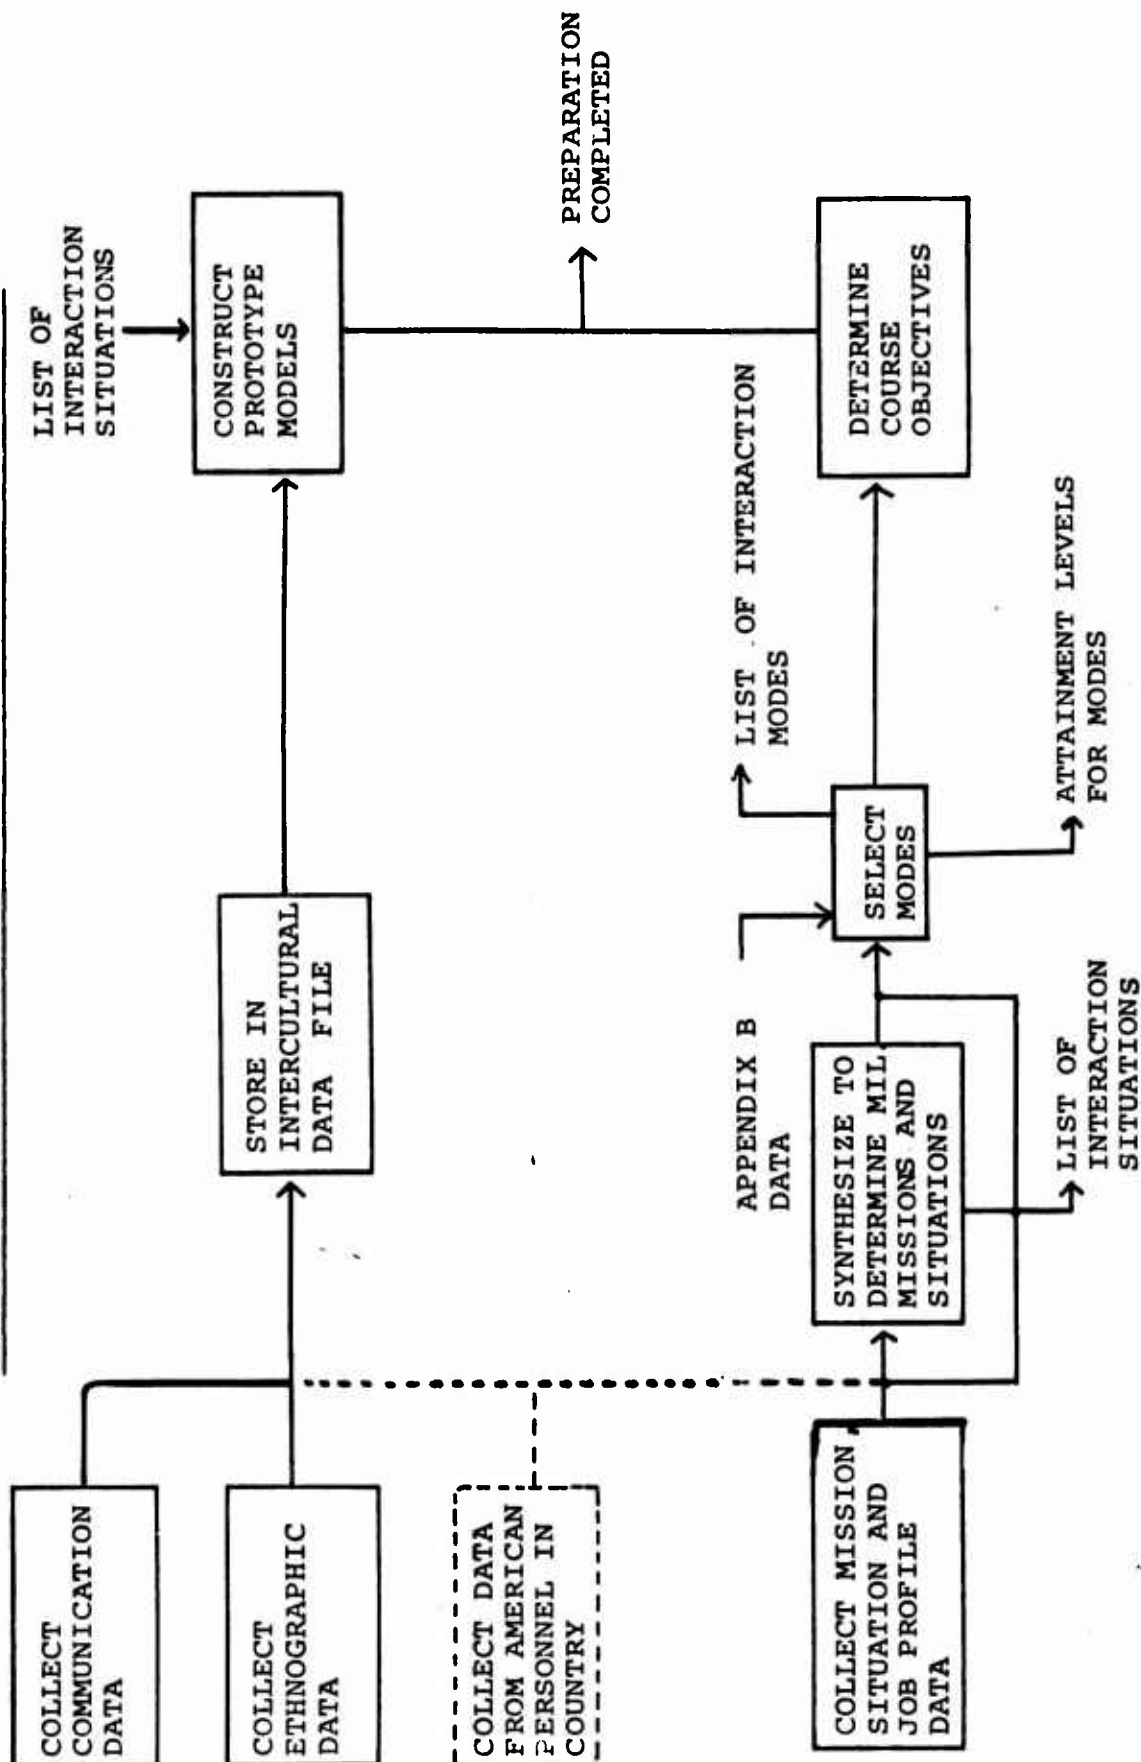 COLLECT
COMMUNICATION
DATA
COLLECT
ETHNOGRAPHIC
DATA
COLLECT DATA
FROM AMERICAN
PERSONNEL IN
COUNTRY
COLLECT MISSION,
SITUATION AND
JOB PROFILE
DATA
STORE IN
INTERCULTURAL
DATA FILE
SYNTHESIZE TO
DETERMINE MIL
MISSIONS AND
SITUATIONS
APPENDIX B
DATA
LIST OF
INTERACTION
SITUATIONS
SELECT
MODES
LIST OF INTERACTION
MODES
ATTAINMENT LEVELS
FOR MODES
LIST OF
INTERACTION
SITUATIONS
CONSTRUCT
PROTOTYPE
MODELS
DETERMINE
COURSE
OBJECTIVES
PREPARATION
COMPLETED